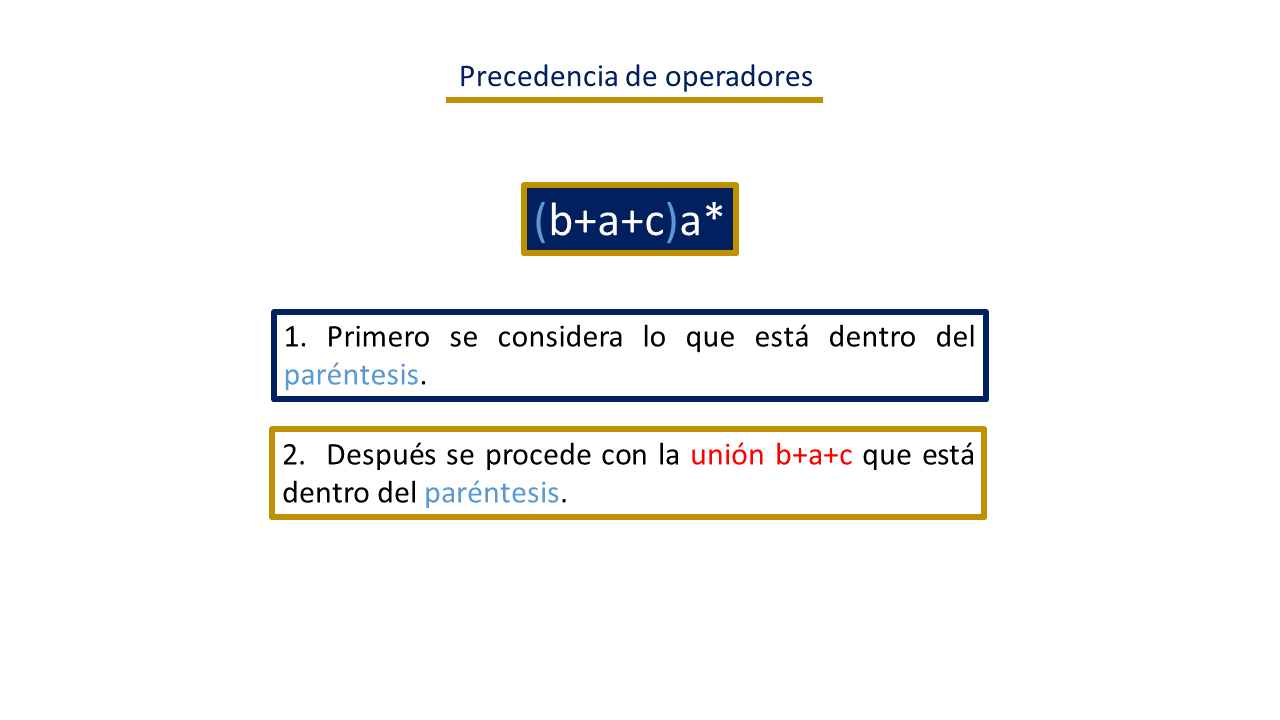 Precedencia de operadores
(b+a+c)a*
1. Primero se considera lo que está dentro del
paréntesis.
2. Después se procede con la unión b+a+c que está
dentro del paréntesis.